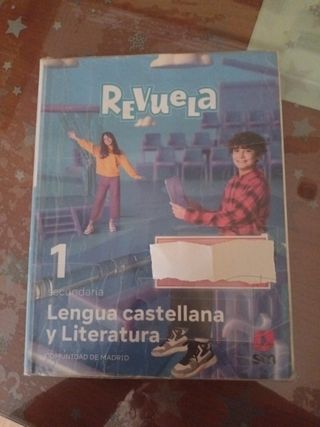 ReVueLa
1
secundaria
Lengua castellana
y Literatura
COMUNIDAD DE MADRID
sm